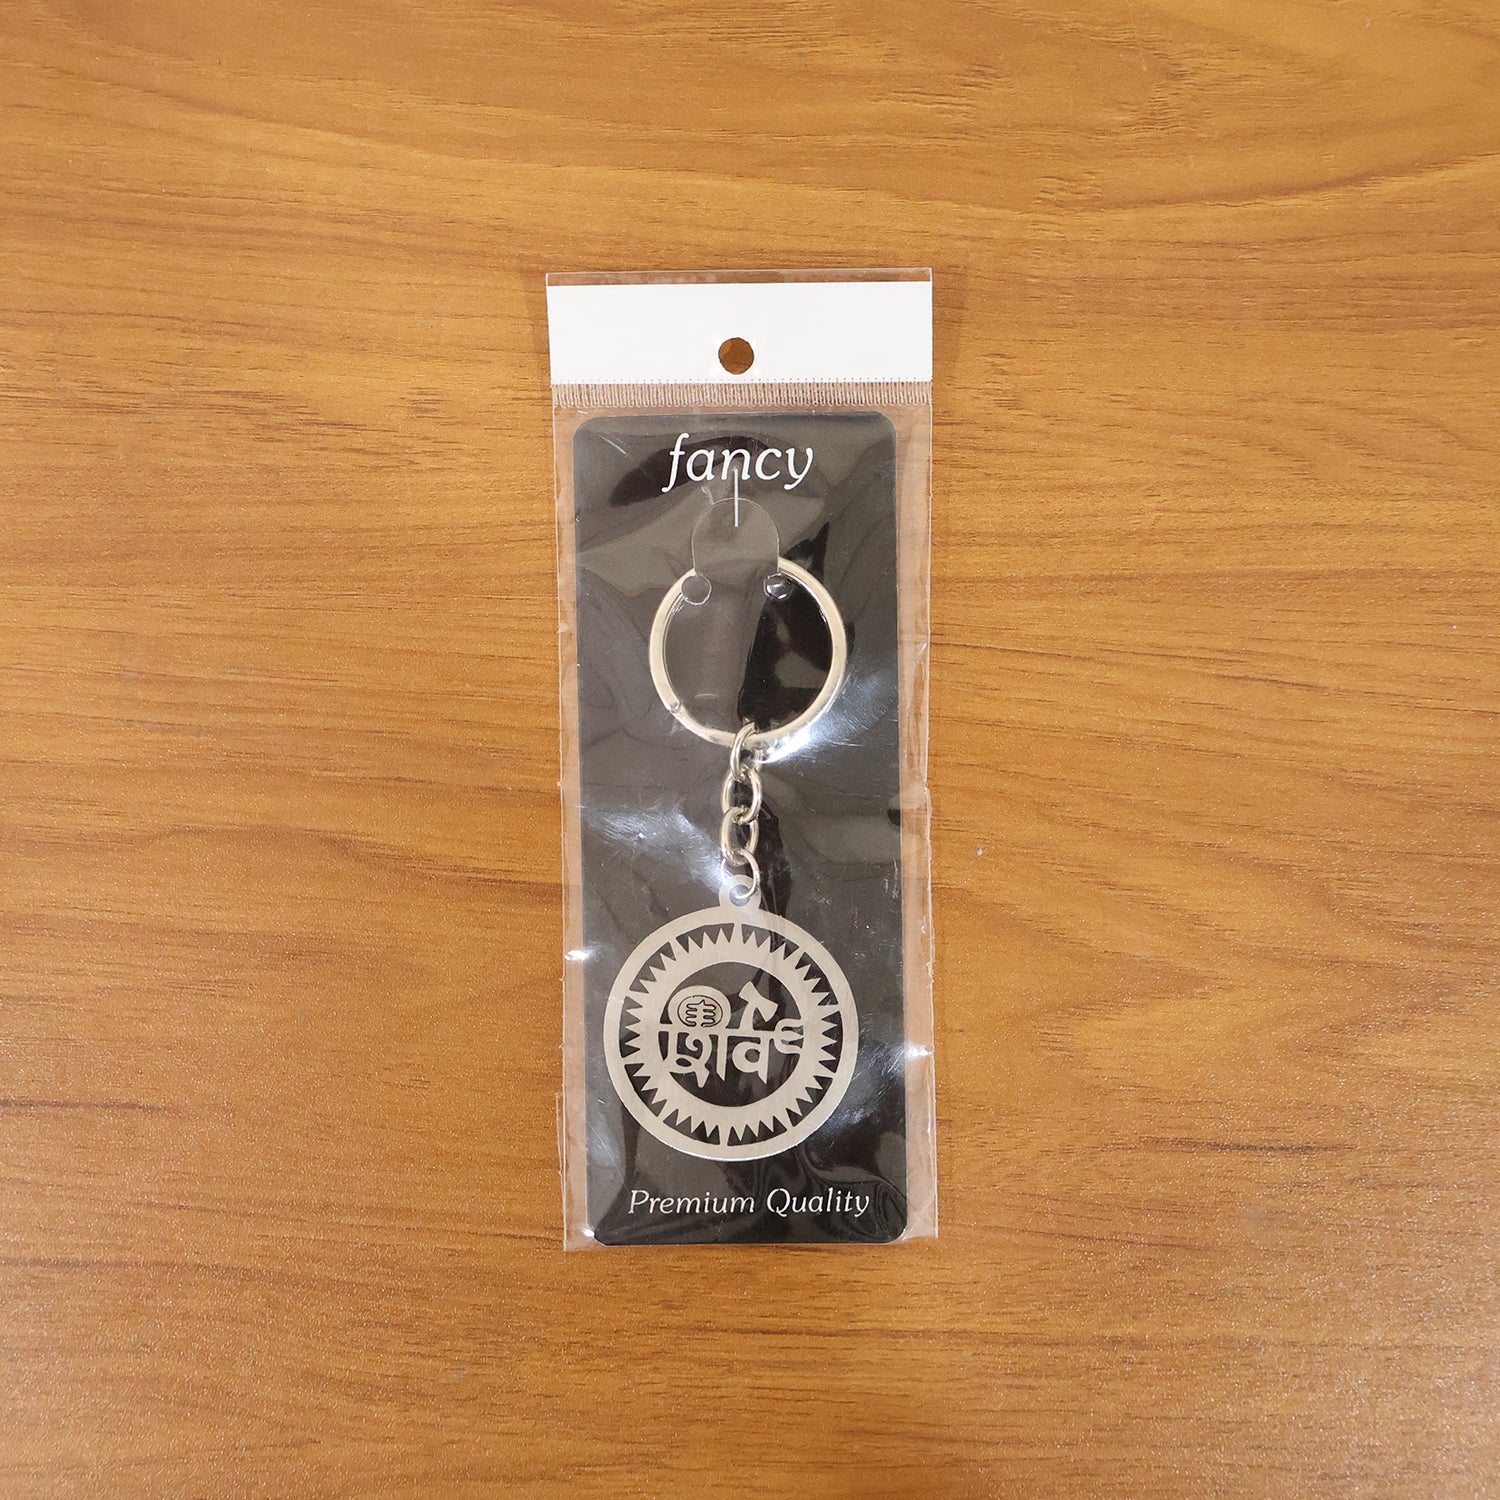 fancy
शिव
Premium Quality